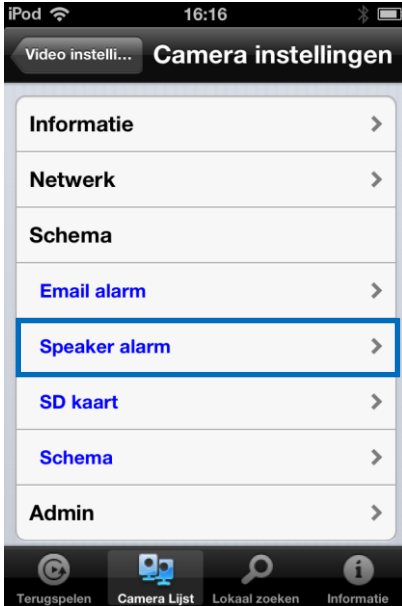 iPod 16:16
Video instelli... Camera instellingen
Informatie
Netwerk
Schema
Email alarm
Speaker alarm
SD kaart
Schema
Admin
Terugspelen Camera Lijst Lokaal zoeken Informatie